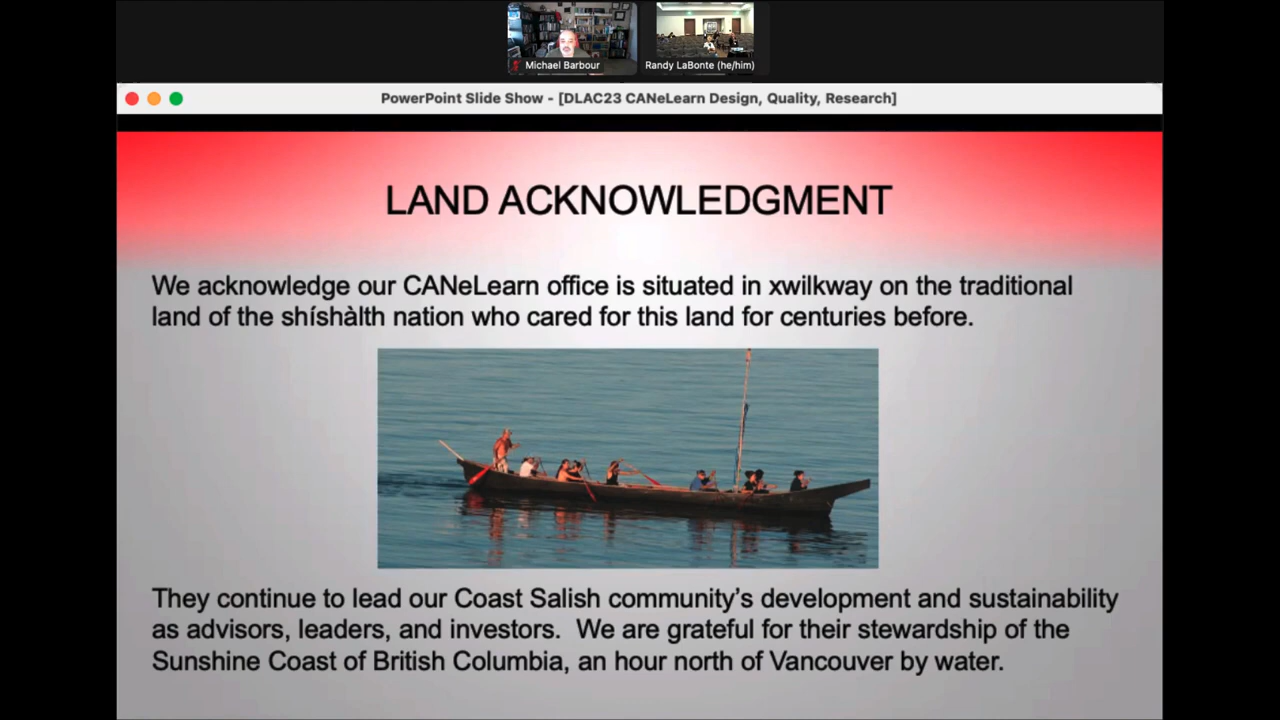 Michael Barbour
Randy LaBonte (he/him)
PowerPoint Slide Show - [DLAC23 CANeLearn Design, Quality, Research]
LAND ACKNOWLEDGMENT
We acknowledge our CANeLearn office is situated in xwilkway on the traditional
land of the shíshàlth nation who cared for this land for centuries before.
They continue to lead our Coast Salish community’s development and sustainability
as advisors, leaders, and investors.  We are grateful for their stewardship of the
Sunshine Coast of British Columbia, an hour north of Vancouver by water.